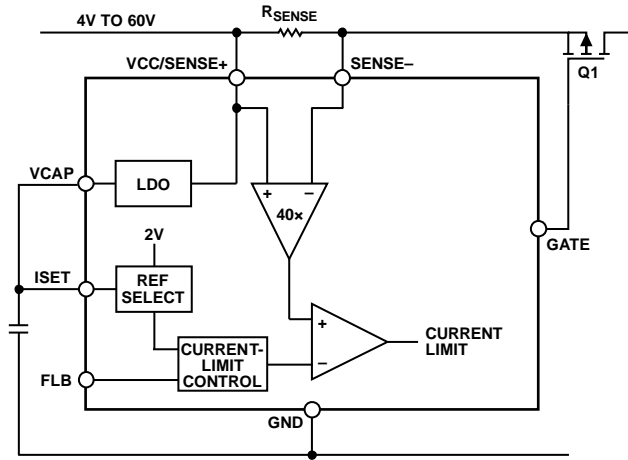 4V TO 60V
RSENSE
VCC/SENSE+
SENSE–
Q1
VCAP
LDO
+
–
40×
GATE
2V
ISET
REF
SELECT
+
–
CURRENT
LIMIT
CURRENT-
LIMIT
CONTROL
FLB
GND